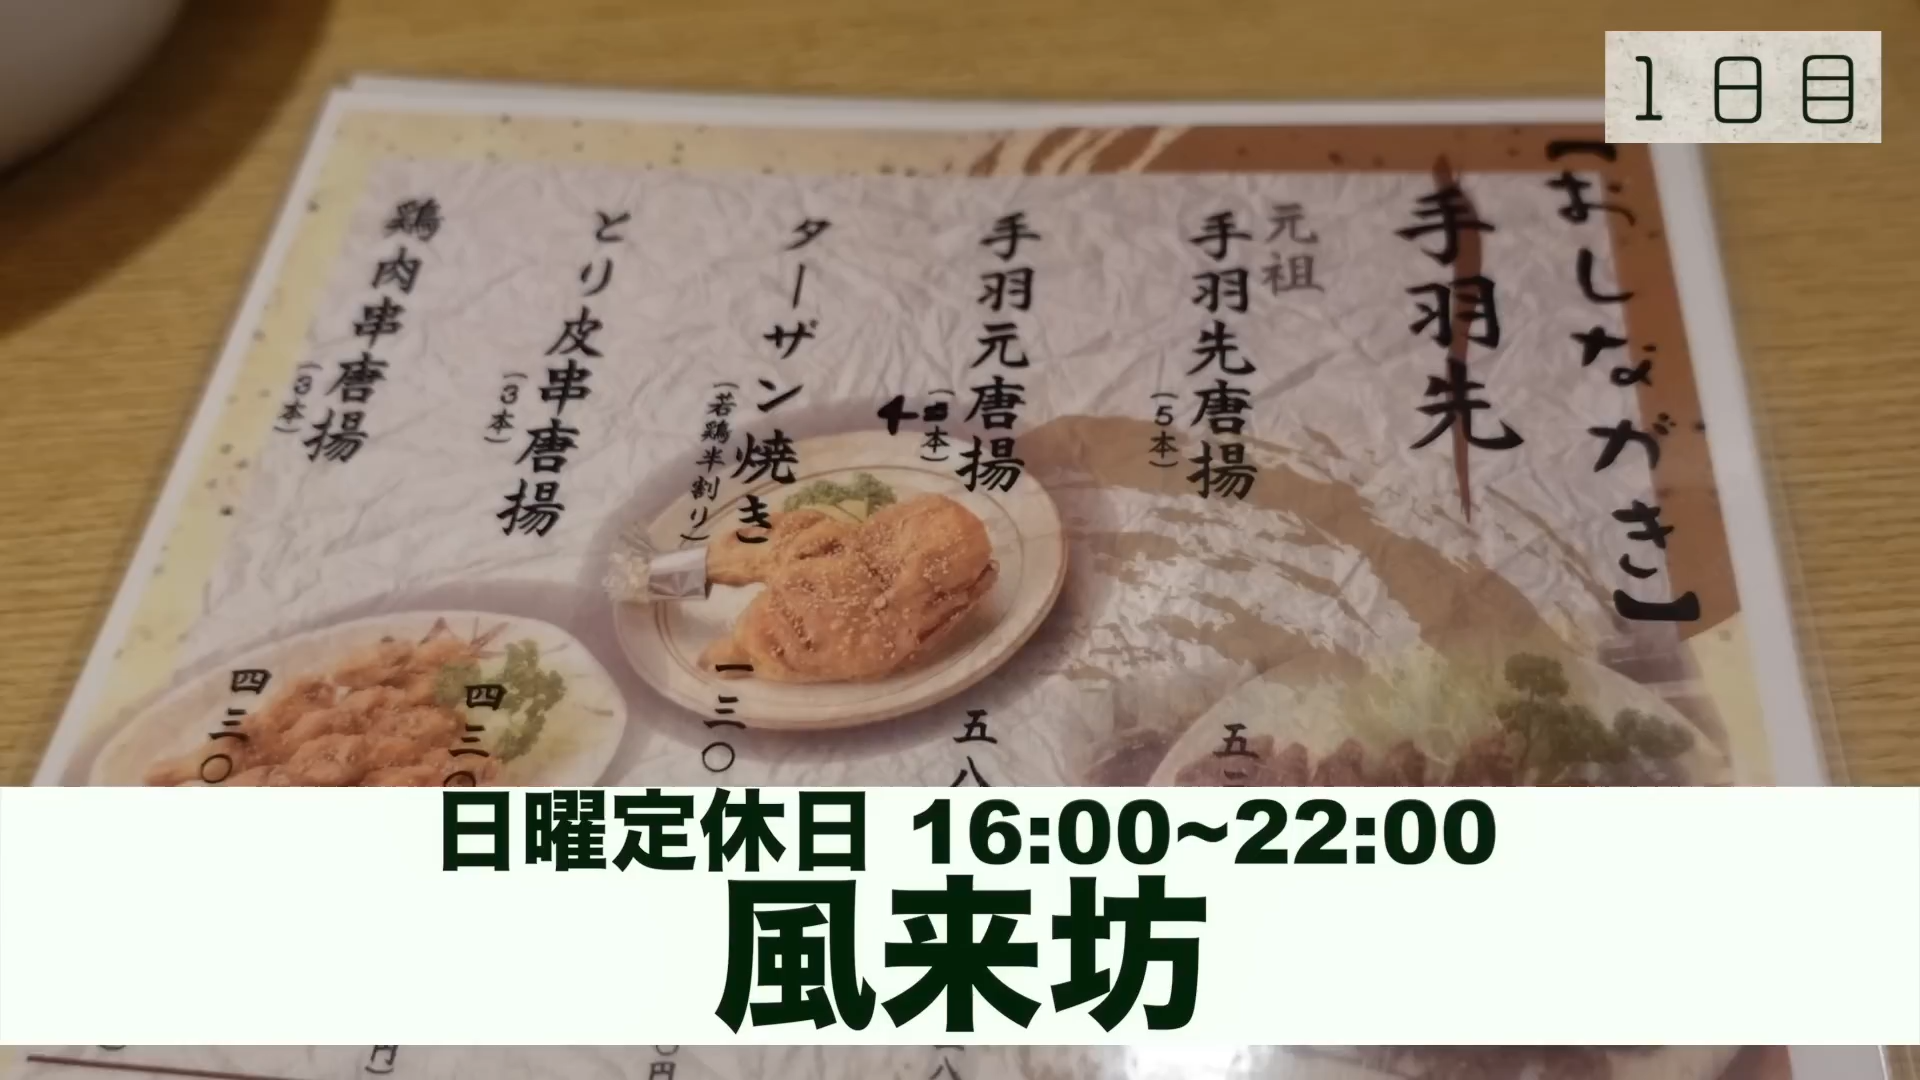 １日目
【おしながき】
手羽先
元祖
手羽先唐揚
（5本）
手羽元唐揚
4
本）
ターザン焼き
（若鶏半割り）
とり皮串唐揚
（3本）
鶏肉串唐揚
（3本）
五
五八
一三〇
四三〇
四三〇
日曜定休日 16:00~22:00
風来坊
円
円）